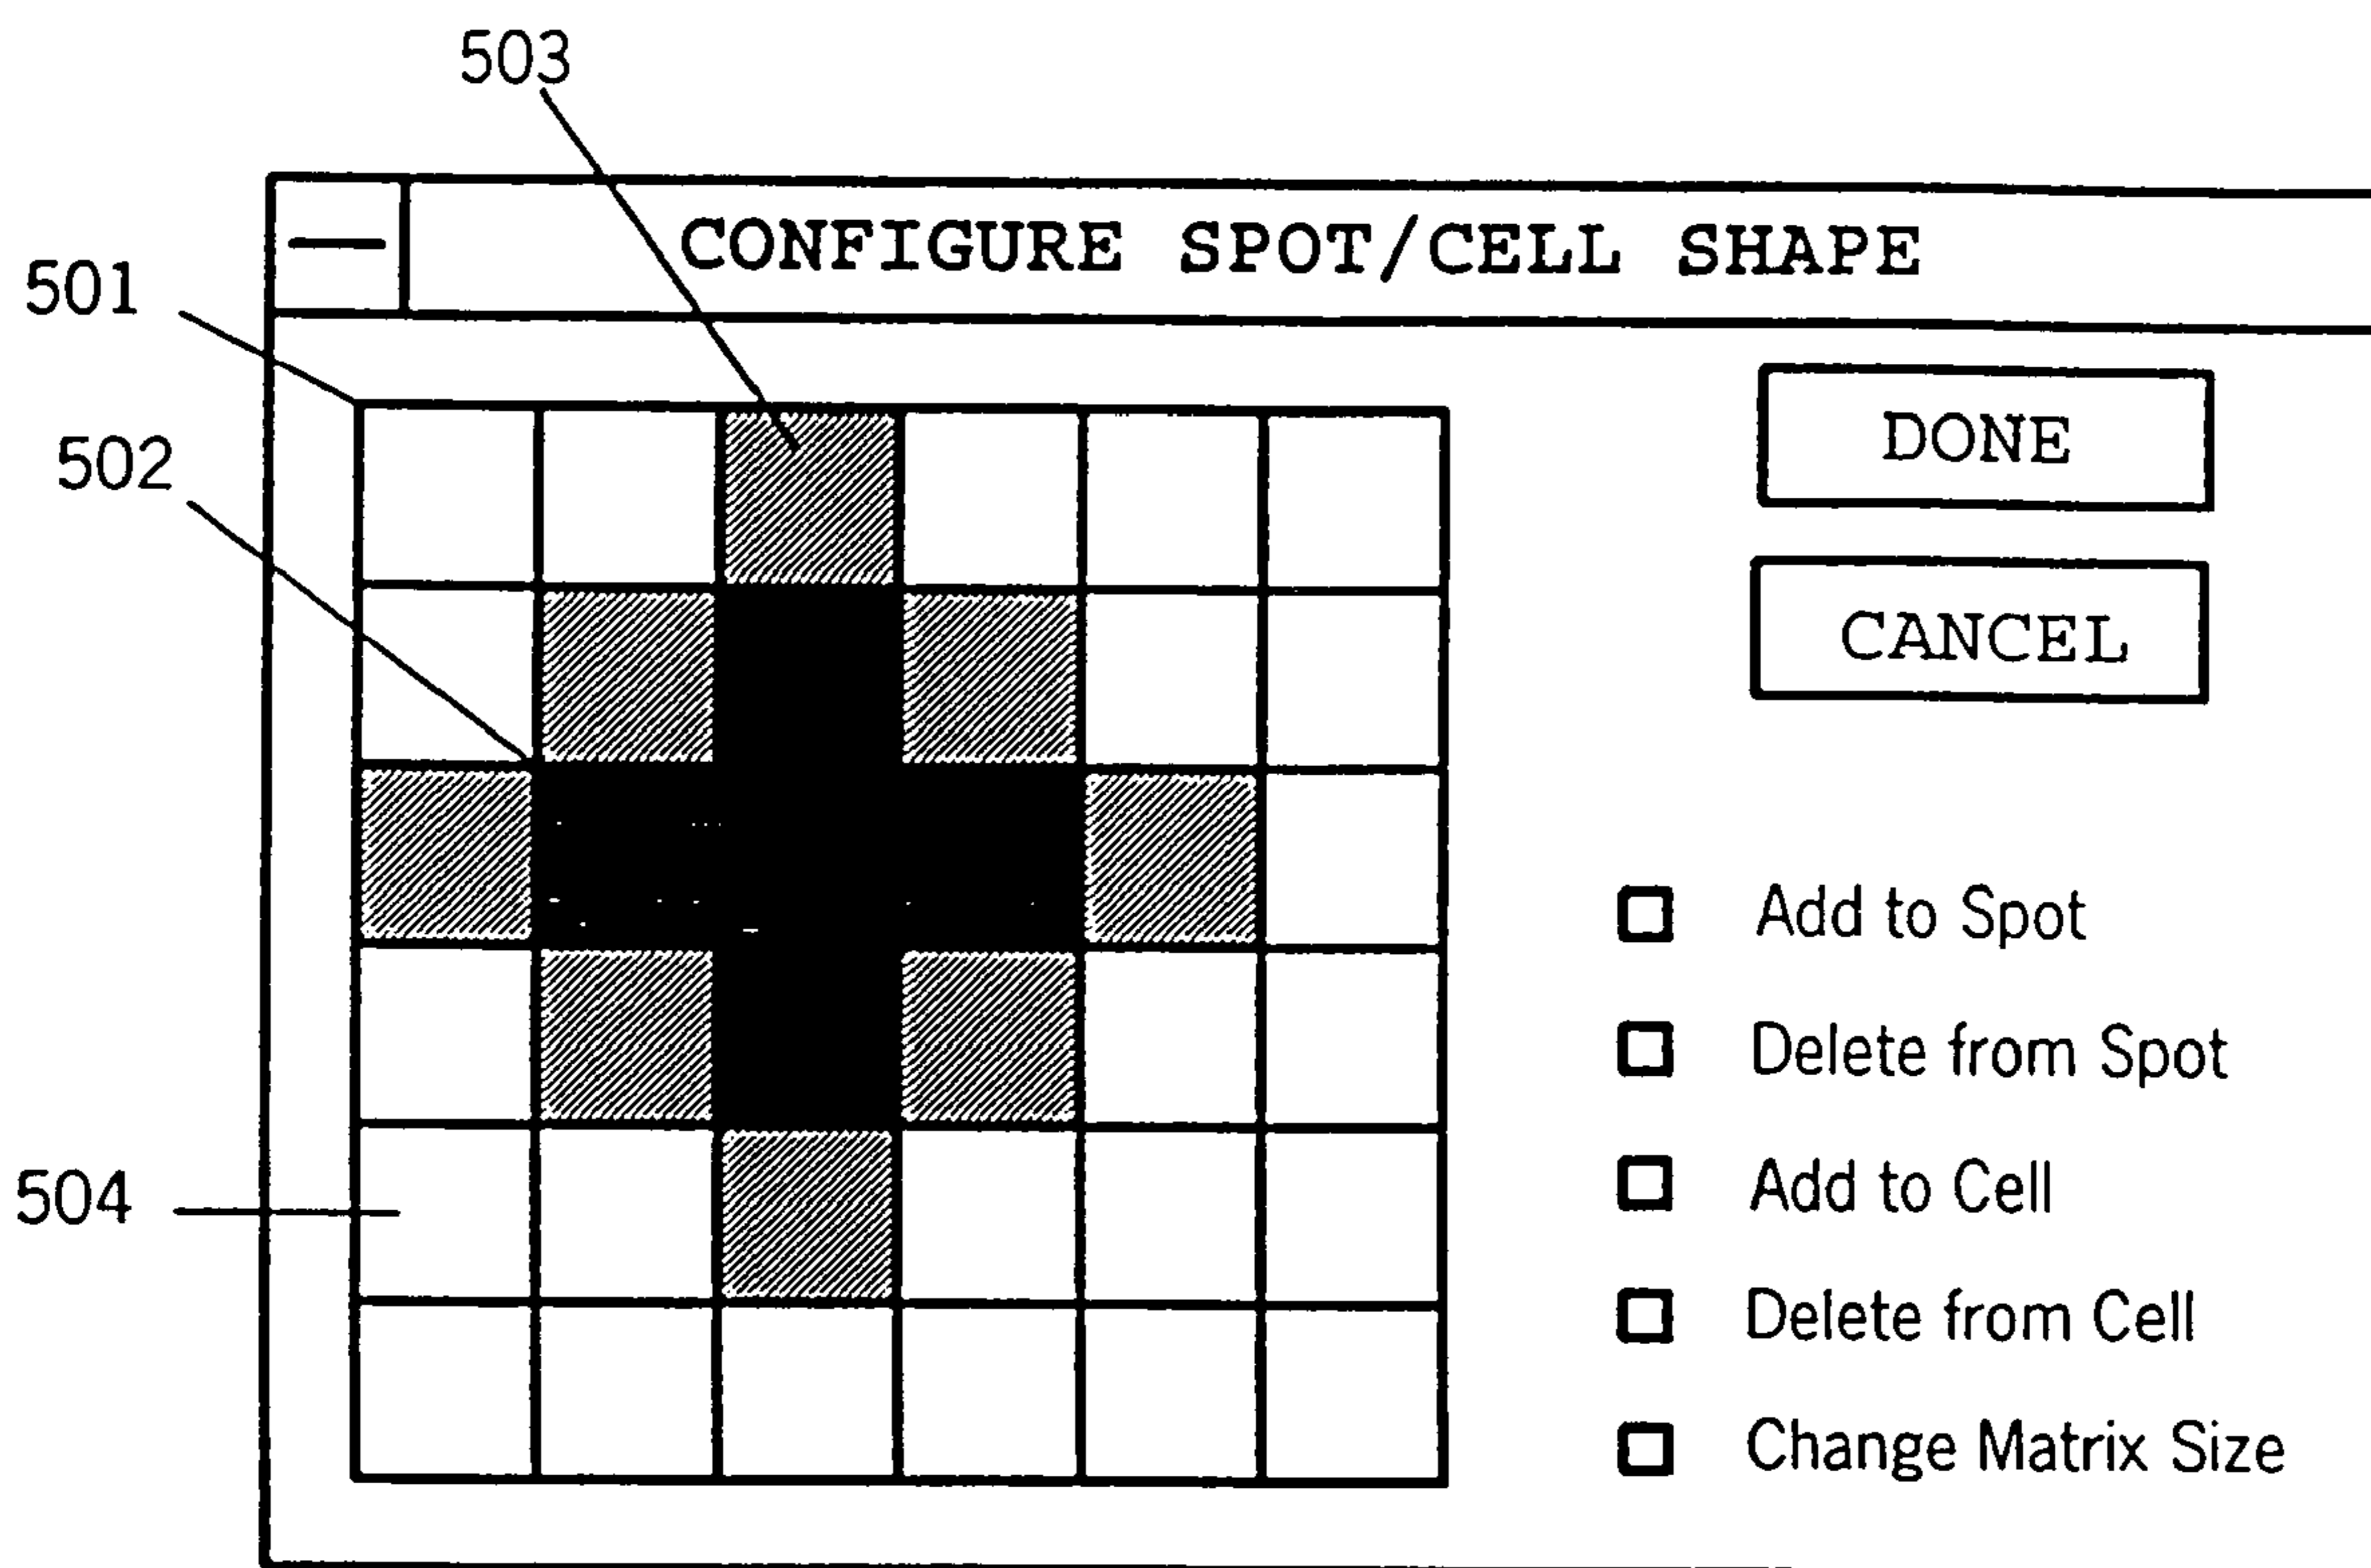 503
CONFIGURE SPOT/CELL SHAPE
501
DONE
502
CANCEL
Add to Spot
Delete from Spot
Add to Cell
504
Delete from Cell
Change Matrix Size